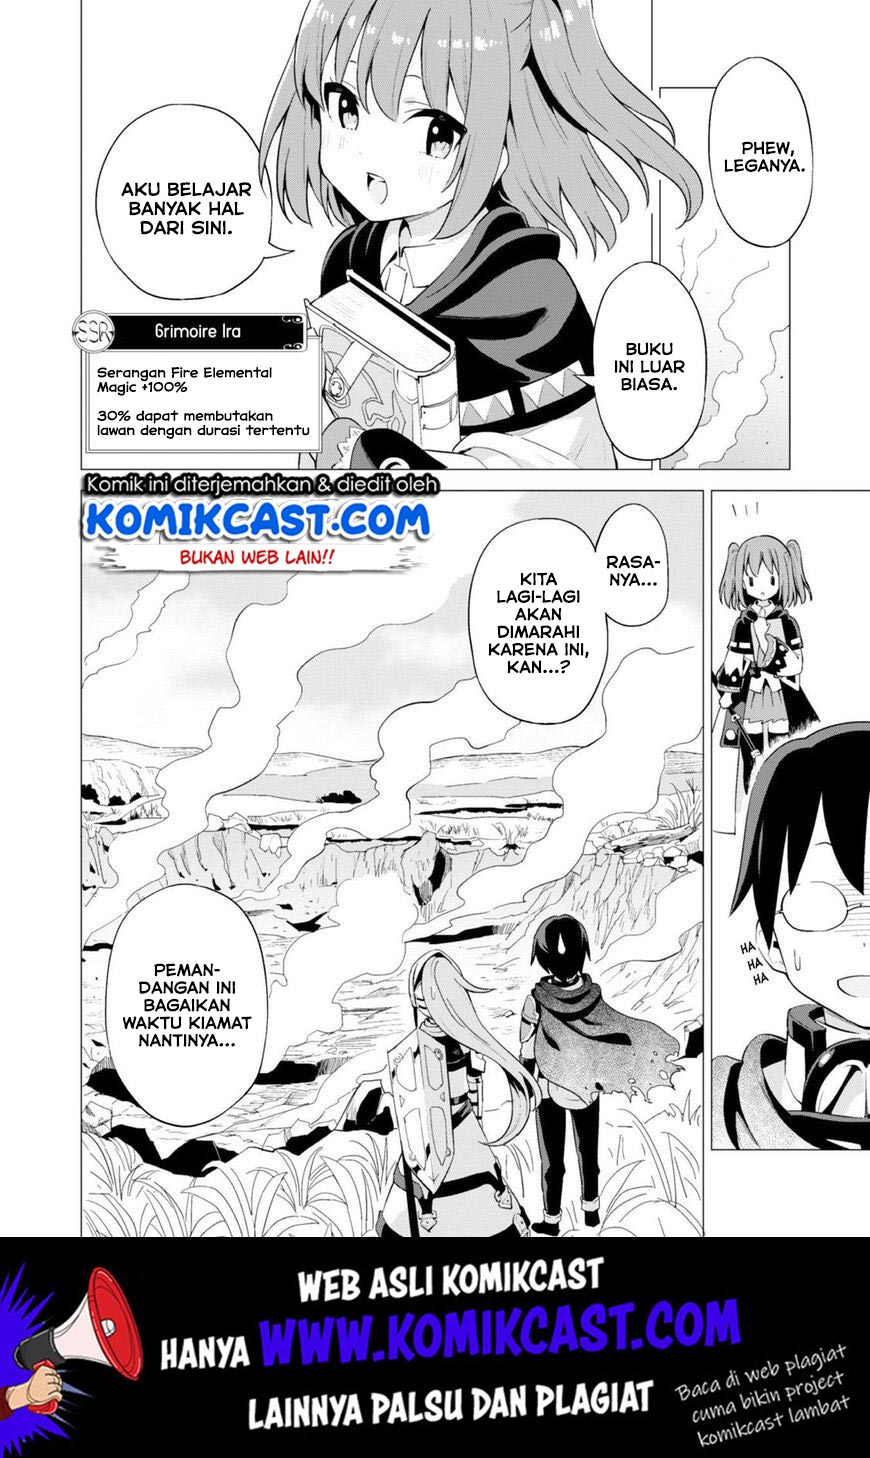 PHEW,
LEGANYA.
BUKU
INI LUAR
BIASA.
AKU BELAJAR
BANYAK HAL
DARI SINI.
SSR
Grimoire Ira
Serangan Fire Elemental
Magic +100%
30% dapat membutakan
lawan dengan durasi tertentu
Komik ini diterjemahkan & diedit oleh
KOMIKCAST.COM
BUKAN WEB LAIN!!
HA
HA
HA
RASA-
NYA...
KITA
LAGI-LAGI
AKAN
DIMARAHI
KARENA INI,
KAN...?
PEMAN-
DANGAN INI
BAGAIKAN
WAKTU KIAMAT
NANTINYA...
WEB ASLI KOMIKCAST
HANYA WWW.KOMIKCAST.COM
LAINNYA PALSU DAN PLAGIAT
Baca di web plagiat
cuma bikin project
komikcast lambat